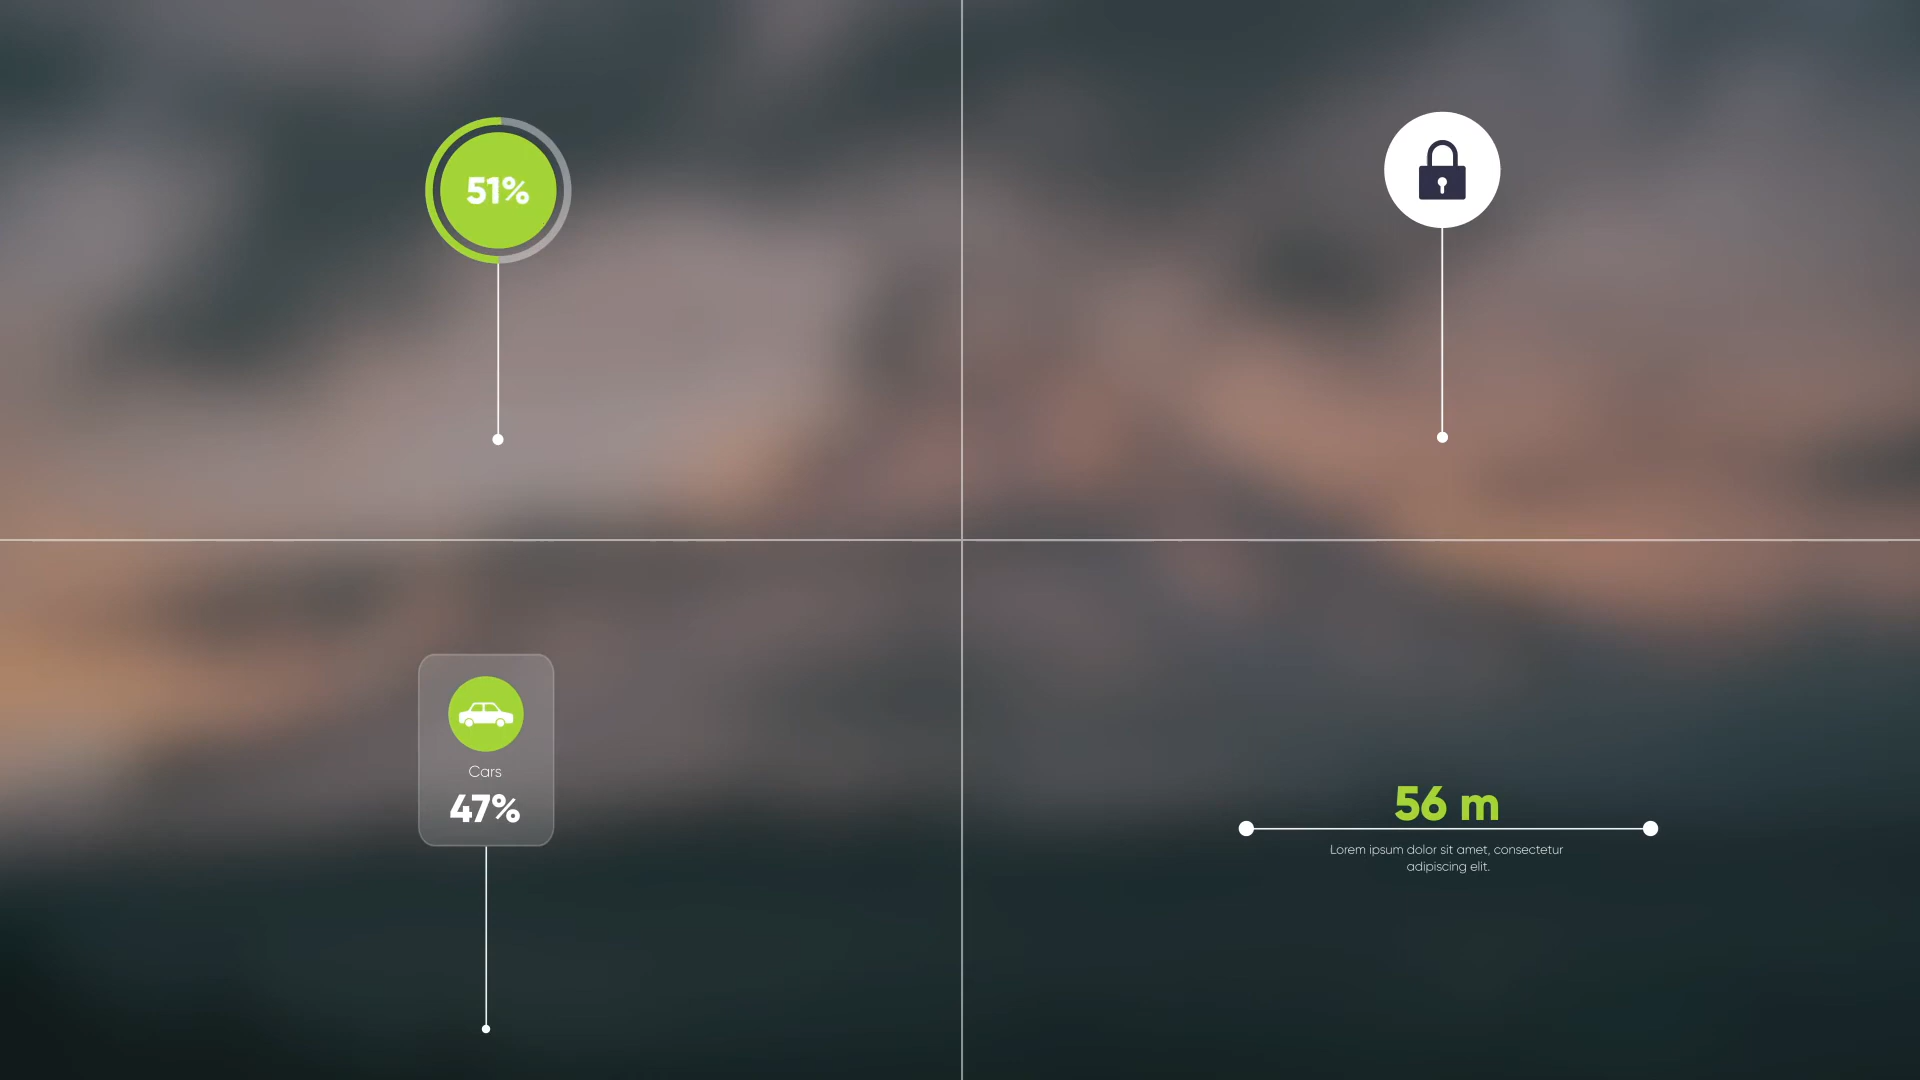 51%
Cars
47%
56 m
Lorem ipsum dolor sit amet, consectetur
adipiscing elit.